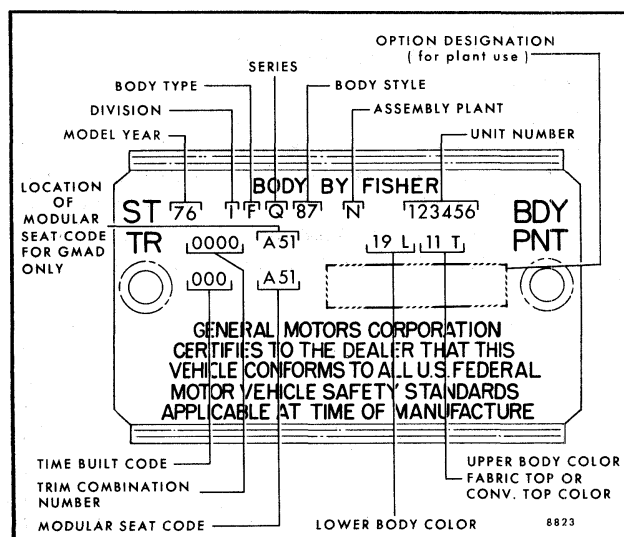 OPTION DESIGNATION
( for plant use )
SERIES
BODY TYPE
BODY STYLE
DIVISION
ASSEMBLY PLANT
MODEL YEAR
UNIT NUMBER
LOCATION
OF
MODULAR
SEAT CODE
FOR GMAD
ONLY
BODY BY FISHER
ST 76 1 F Q 87 N 123456 BDY
TR 0000 A51 19 L 11 T PNT
000 A51
GENERAL MOTORS CORPORATION
CERTIFIES TO THE DEALER THAT THIS
VEHICLE CONFORMS TO ALL U.S. FEDERAL
MOTOR VEHICLE SAFETY STANDARDS
APPLICABLE AT TIME OF MANUFACTURE
TIME BUILT CODE
TRIM COMBINATION
NUMBER
MODULAR SEAT CODE
LOWER BODY COLOR
UPPER BODY COLOR
FABRIC TOP OR
CONV. TOP COLOR
8823